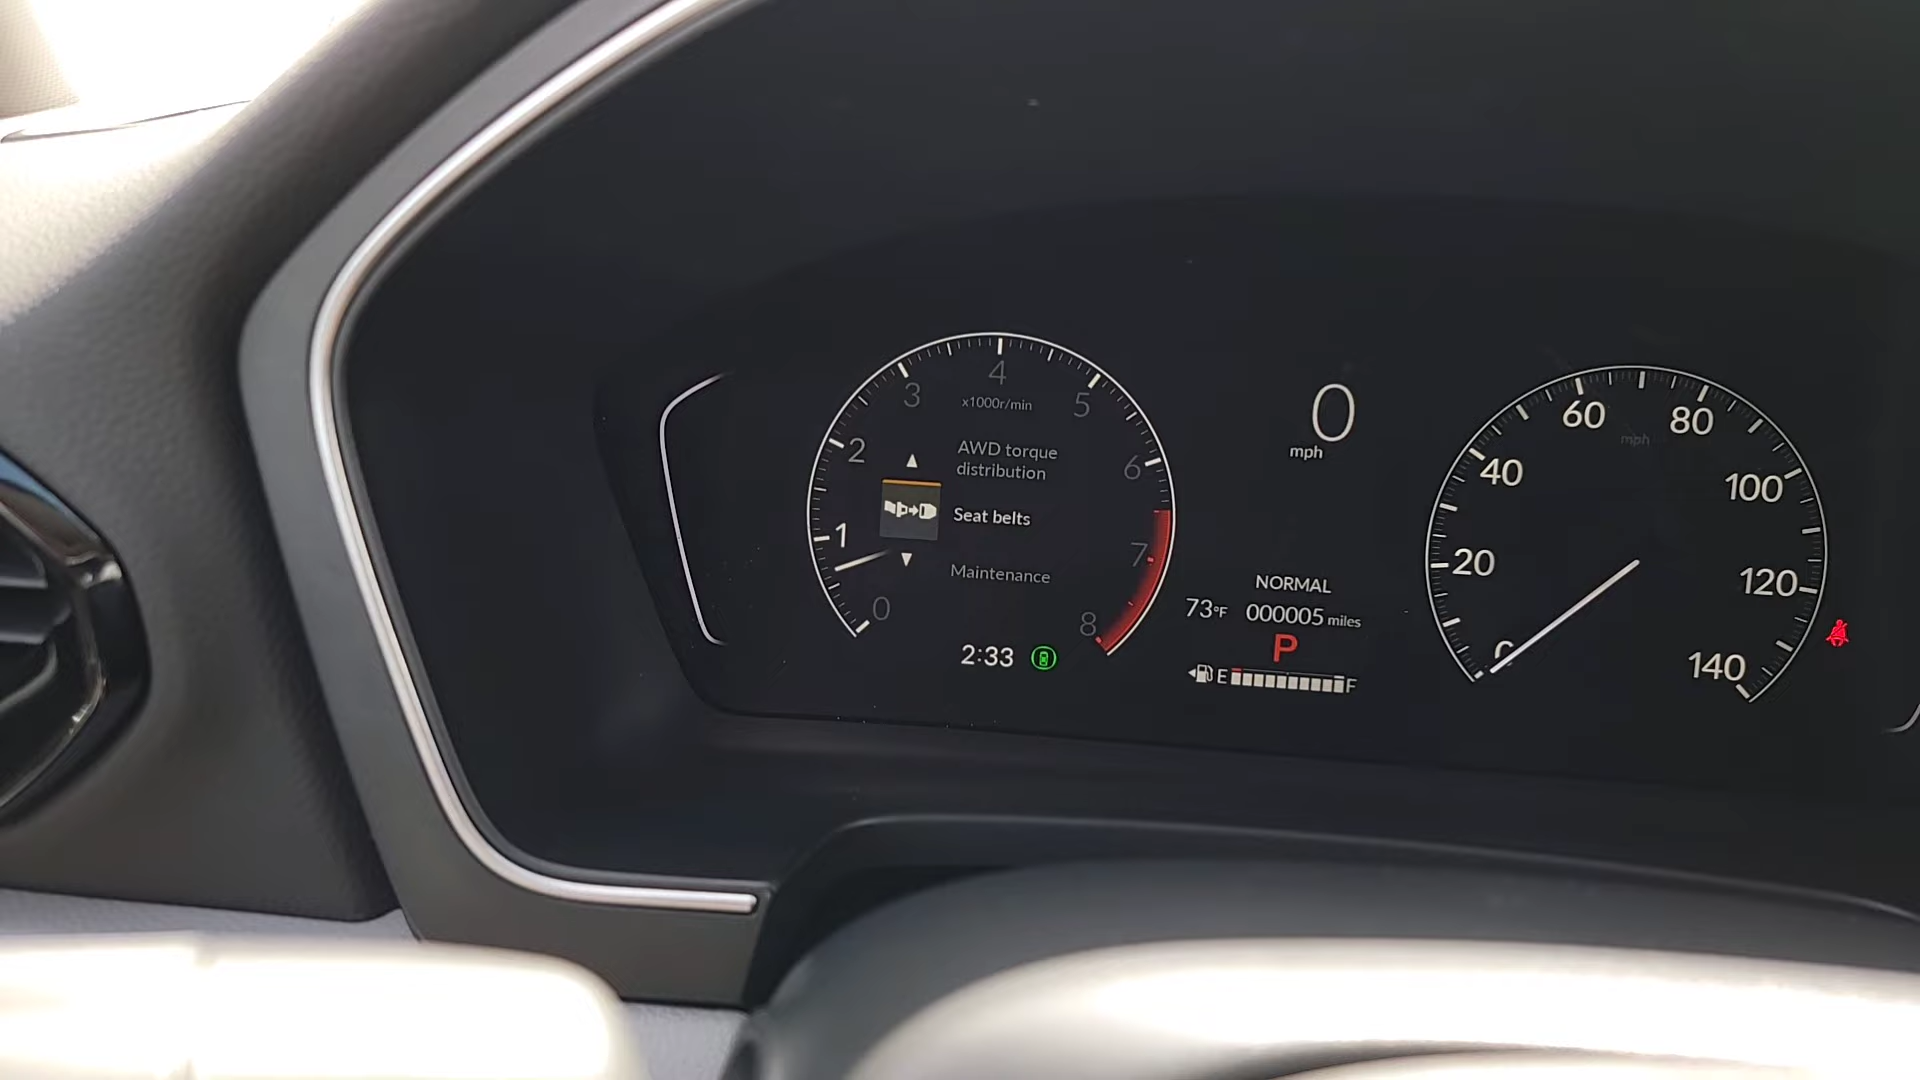 4
3
5
x1000r/min
2
AWD torque
distribution
6
Seat belts
1
7
Maintenance
0
8
2:33
0
mph
NORMAL
73°F 000005 miles
P
E F
60
mph
80
40
100
20
120
140